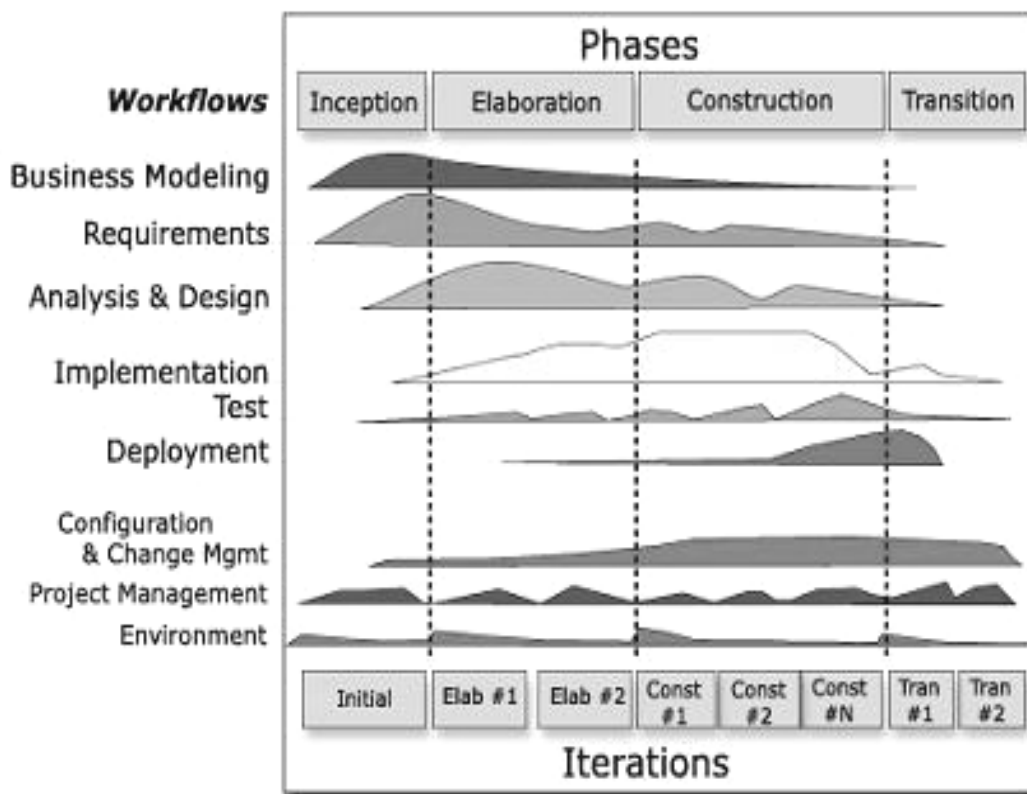 Phases
Workflows
Inception
Elaboration
Construction
Transition
Business Modeling
Requirements
Analysis & Design
Implementation
Test
Deployment
Configuration
& Change Mgmt
Project Management
Environment
Initial
Elab #1
Elab #2
Const
#1
Const
#2
Const
#N
Tran
#1
Tran
#2
Iterations